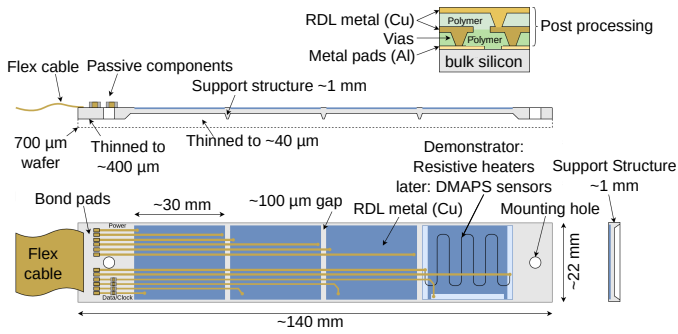 RDL metal (Cu)
Polymer
Post processing
Vias
Polymer
Metal pads (Al)
bulk silicon
Flex cable
Passive components
Support structure ~1 mm
700 µm
wafer
Thinned to
~400 µm
Thinned to ~40 µm
Demonstrator:
Resistive heaters
later: DMAPS sensors
Support Structure
~1 mm
Bond pads
~30 mm
~100 µm gap
RDL metal (Cu)
Mounting hole
Power
Flex
cable
~22 mm
Data/Clock
~140 mm